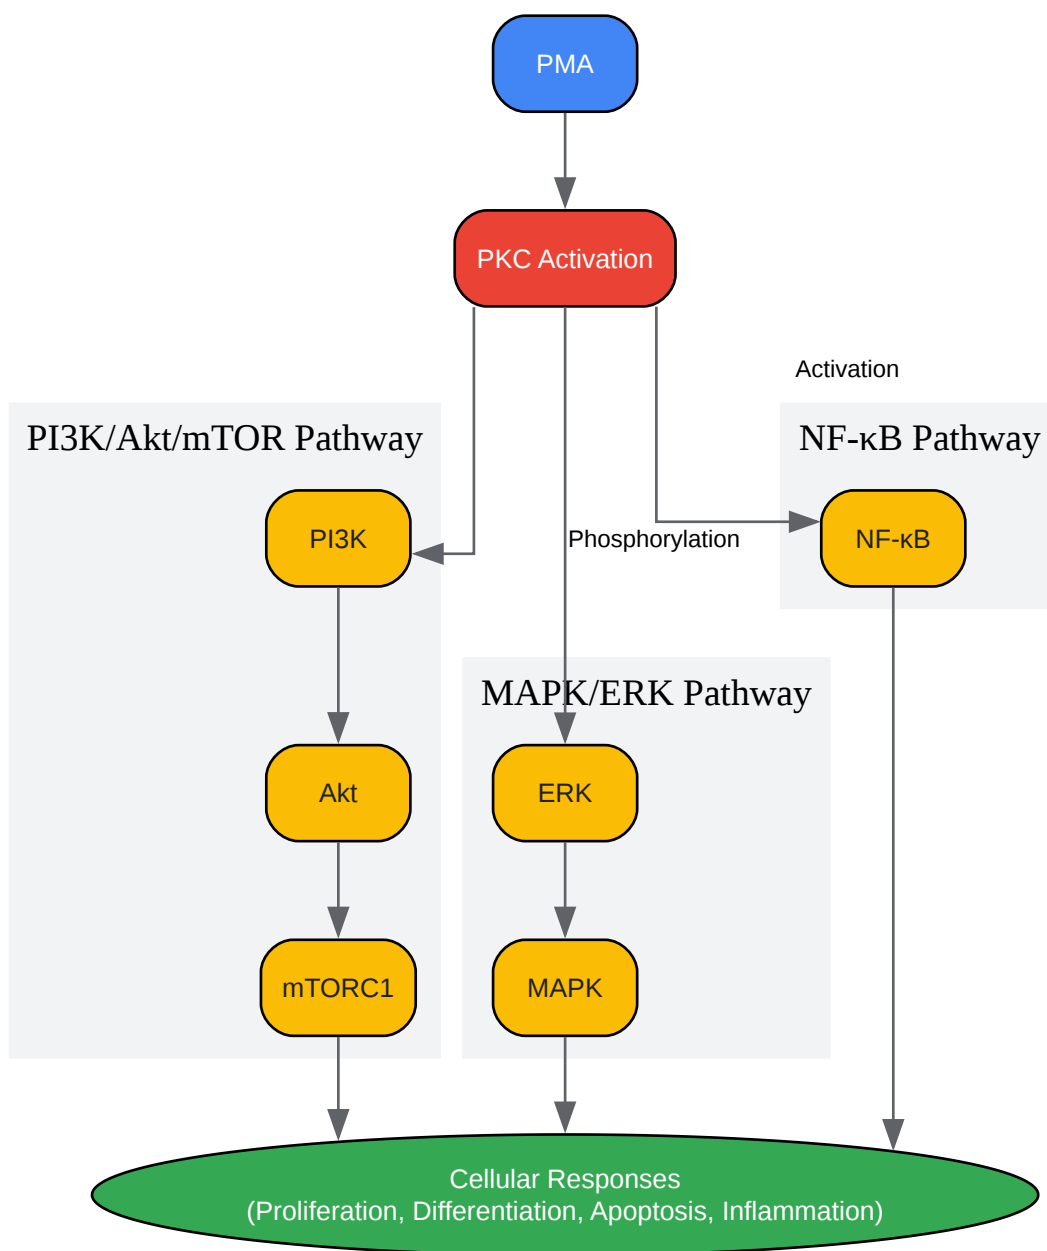 PMA
PKC Activation
Activation
PI3K/Akt/mTOR Pathway
NF-κB Pathway
PI3K
Phosphorylation
NF-κB
MAPK/ERK Pathway
Akt
ERK
mTORC1
MAPK
Cellular Responses
(Proliferation, Differentiation, Apoptosis, Inflammation)